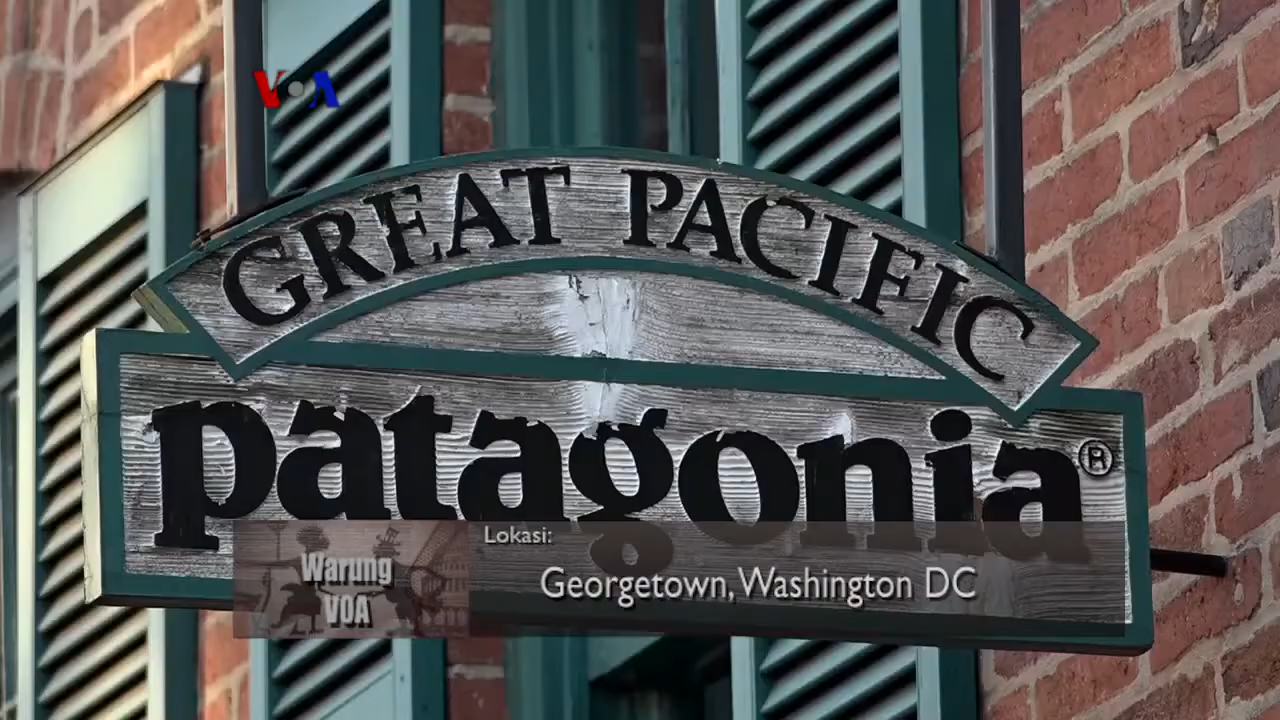 VOA
GREAT PACIFIC
patagonia®
Warung
VOA
Lokasi:
Georgetown, Washington DC